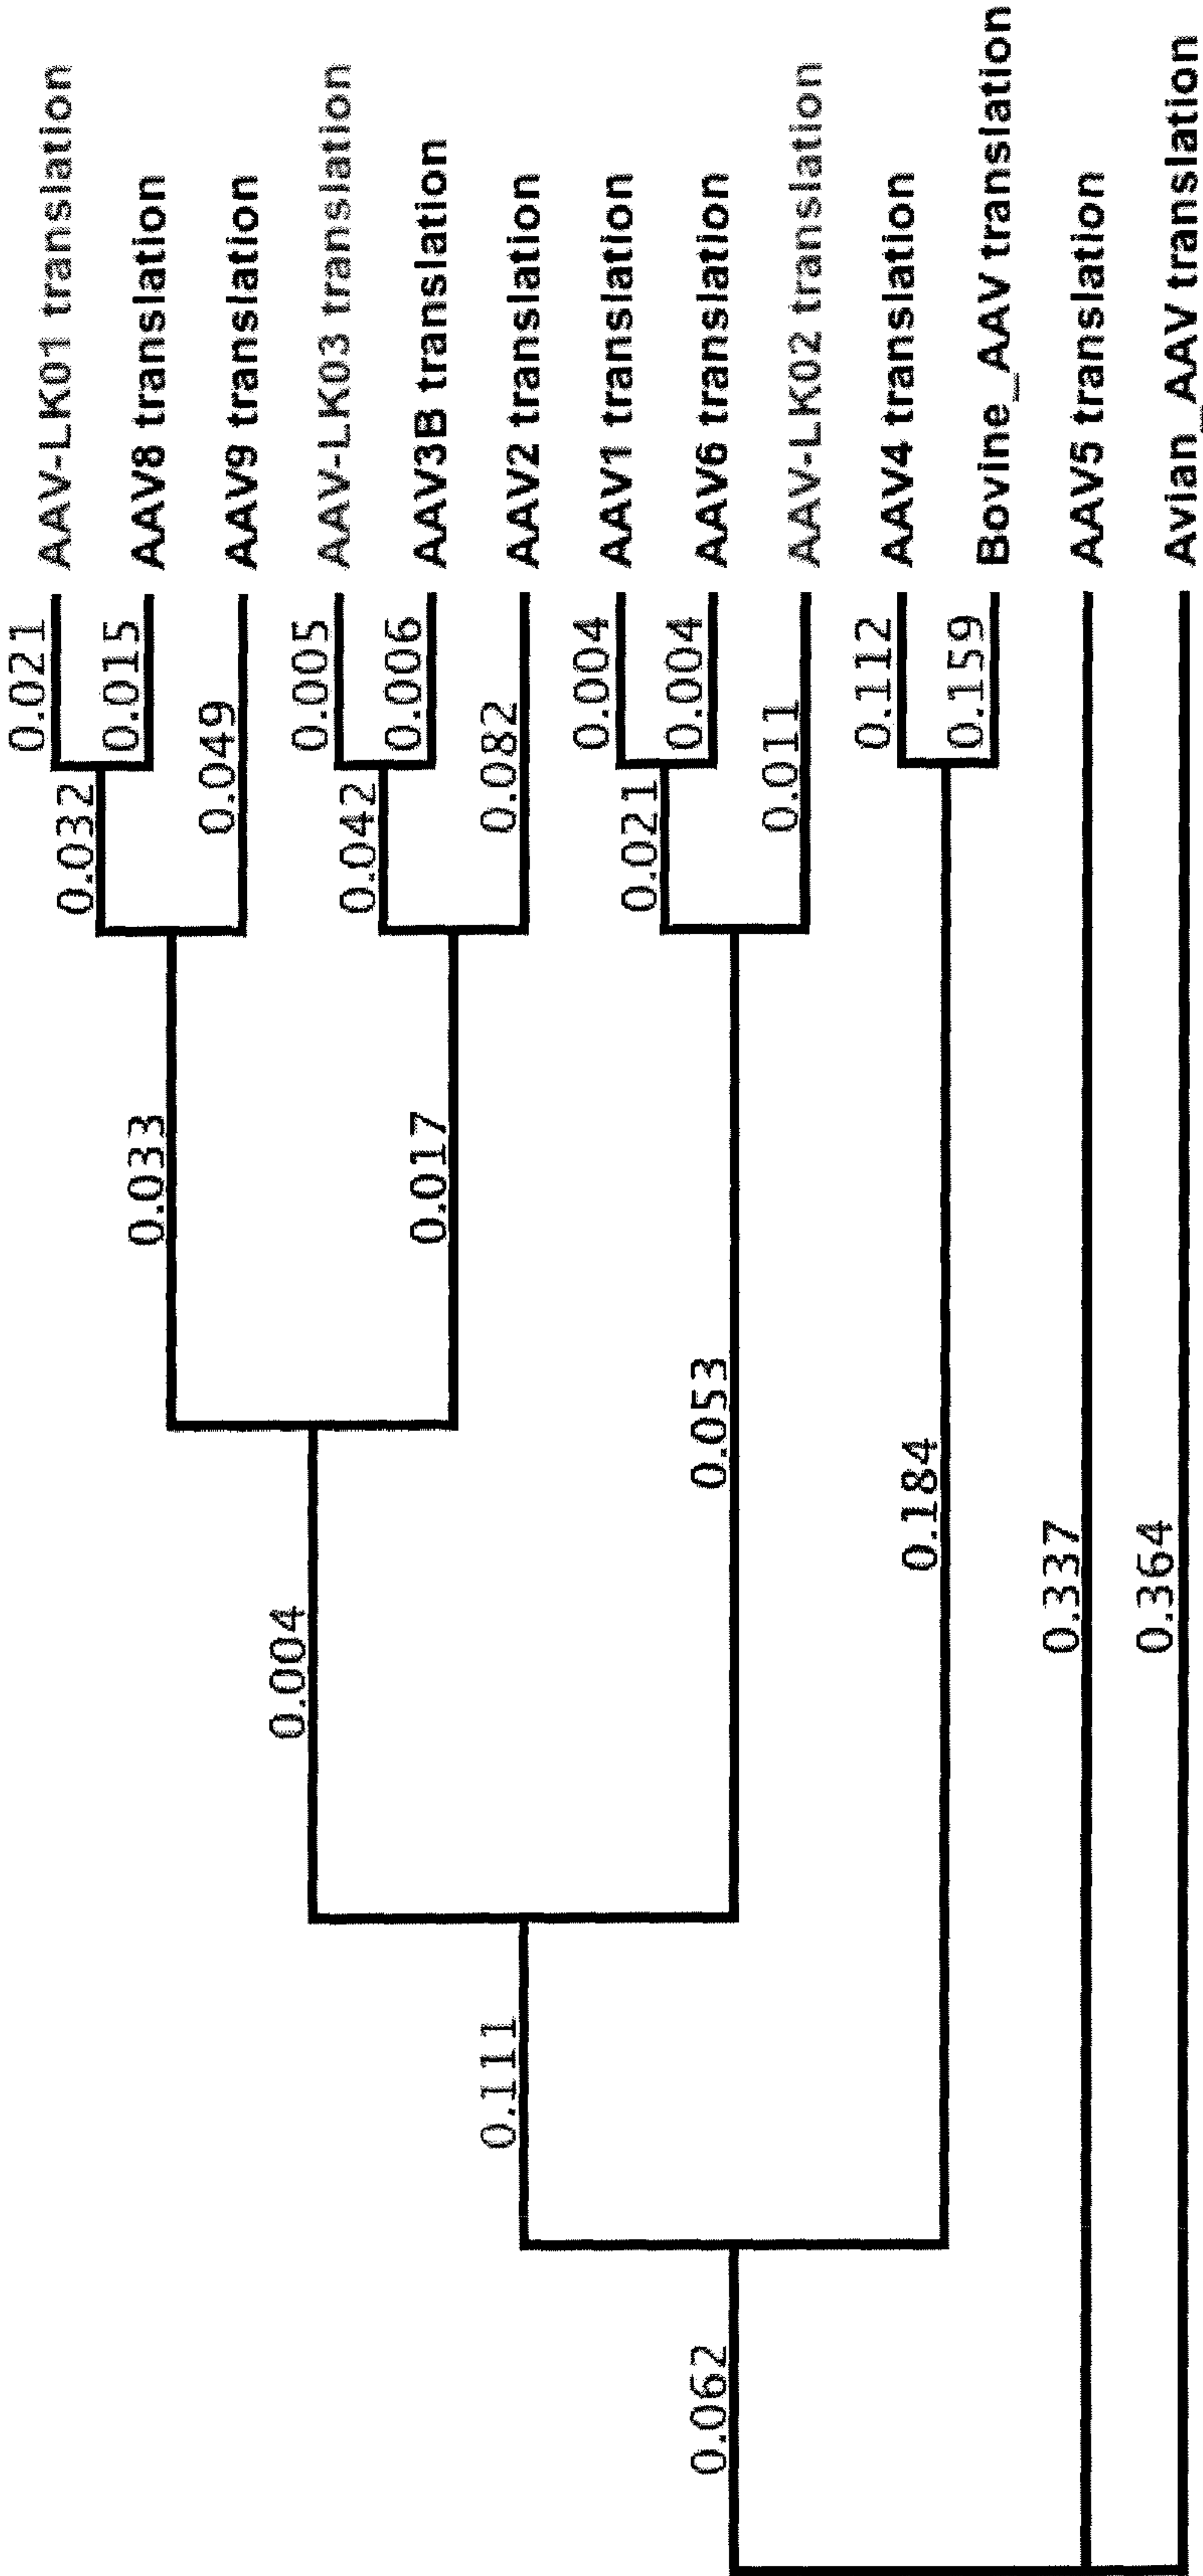 AAV-LK01 translation
AAV8 translation
AAV9 translation
AAV-LK03 translation
AAV3B translation
AAV2 translation
AAV1 translation
AAV6 translation
AAV-LK02 translation
AAV4 translation
Bovine_AAV translation
AAV5 translation
Avian_AAV translation
0.021
0.015
0.032
0.049
0.005
0.006
0.042
0.082
0.004
0.004
0.021
0.011
0.112
0.159
0.033
0.017
0.004
0.053
0.111
0.184
0.062
0.337
0.364